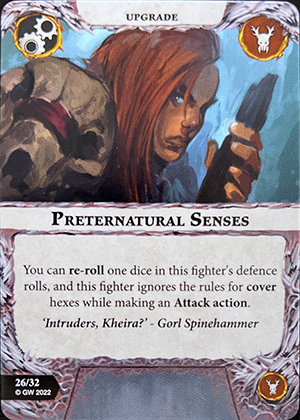 UPGRADE
PRETERNATURAL SENSES
You can re-roll one dice in this fighter's defence
rolls, and this fighter ignores the rules for cover
hexes while making an Attack action.
'Intruders, Kheira?' - Gorl Spinehammer
26/32
© GW 2022